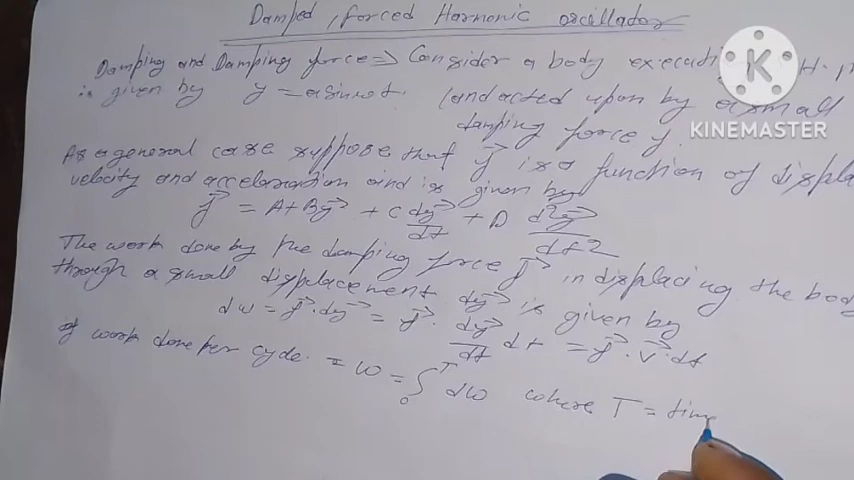 Damped, forced Harmonic oscillador
Damping and Damping force ⇒ Consider a body executing H.
is given by y = a sin wt. (and acted upon by a small
damping force f.
As a general case suppose that f⃗ is a function of displa
velocity and acceleration and is given by
f⃗ = A + By⃗ + C dy⃗/dt + D d²y⃗/dt2
The work done by the damping force f⃗ in displacing the body
through a small displacement dy⃗ is given by
dw = f⃗·dy⃗ = f⃗·dy⃗/dt dt = f⃗·v⃗·dt
work done per cycle. = w = ∫₀ᵀ dw where T = time
K
KINEMASTER